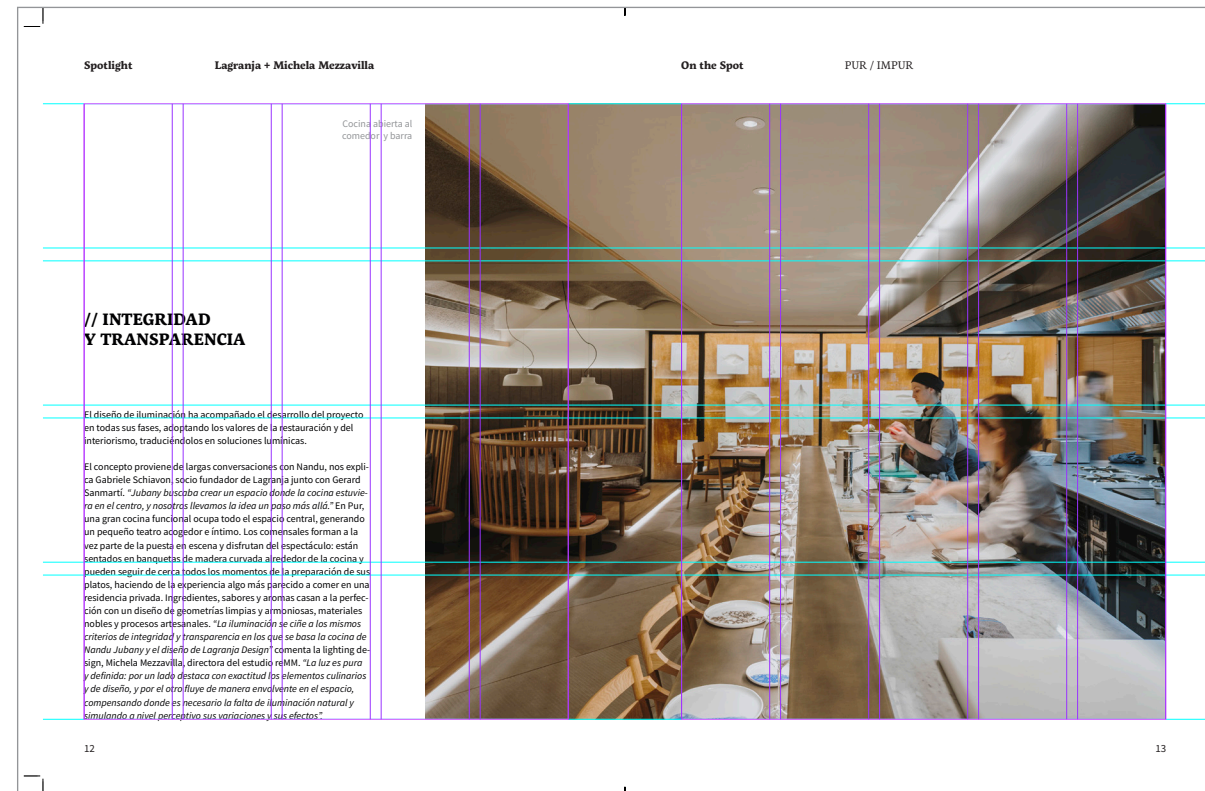 Spotlight
Lagranja + Michela Mezzavilla
On the Spot
PUR / IMPUR
Cocina abierta al
comedor y barra
// INTEGRIDAD
Y TRANSPARENCIA
El diseño de iluminación ha acompañado el desarrollo del proyecto
en todas sus fases, adoptando los valores de la restauración y del
interiorismo, traduciéndolos en soluciones lumínicas.
El concepto proviene de largas conversaciones con Nandu, nos expli-
ca Gabriele Schiavon, socio fundador de Lagranja junto con Gerard
Sanmartí. “Jubany buscaba crear un espacio donde la cocina estuvie-
ra en el centro, y nosotros llevamos la idea un paso más allá.” En Pur,
una gran cocina funcional ocupa todo el espacio central, generando
un pequeño teatro acogedor e íntimo. Los comensales forman a la
vez parte de la puesta en escena y disfrutan del espectáculo: están
sentados en banquetas de madera curvada alrededor de la cocina y
pueden seguir de cerca todos los momentos de la preparación de sus
platos, haciendo de la experiencia algo más parecido a comer en una
residencia privada. Ingredientes, sabores y aromas casan a la perfec-
ción con un diseño de geometrías limpias y armoniosas, materiales
nobles y procesos artesanales. “La iluminación se ciñe a los mismos
criterios de integridad y transparencia en los que se basa la cocina de
Nandu Jubany y el diseño de Lagranja Design” comenta la lighting de-
sign, Michela Mezzavilla, directora del estudio reMM. “La luz es pura
y definida: por un lado destaca con exactitud los elementos culinarios
y de diseño, y por el otro fluye de manera envolvente en el espacio,
compensando donde es necesario la falta de iluminación natural y
simulando a nivel perceptivo sus variaciones y sus efectos”.
12
13